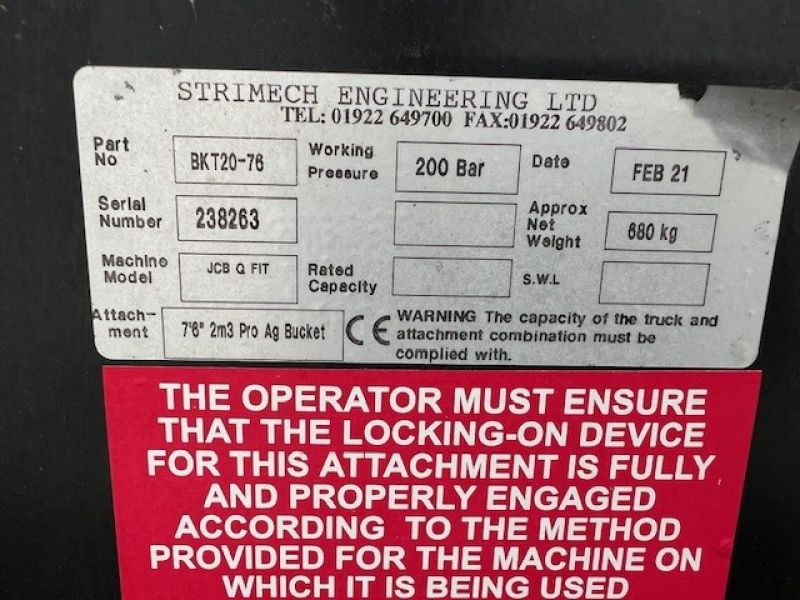 STRIMECH ENGINEERING LTD
TEL: 01922 649700 FAX:01922 649802
Part No BKT20-76 Working Pressure 200 Bar Date FEB 21
Serial Number 238263 Approx Net Weight 680 kg
Machine Model JCB Q FIT Rated Capacity S.W.L
Attach-ment 7'6" 2m3 Pro Ag Bucket CE WARNING The capacity of the truck and
attachment combination must be
complied with.
THE OPERATOR MUST ENSURE
THAT THE LOCKING-ON DEVICE
FOR THIS ATTACHMENT IS FULLY
AND PROPERLY ENGAGED
ACCORDING TO THE METHOD
PROVIDED FOR THE MACHINE ON
WHICH IT IS BEING USED